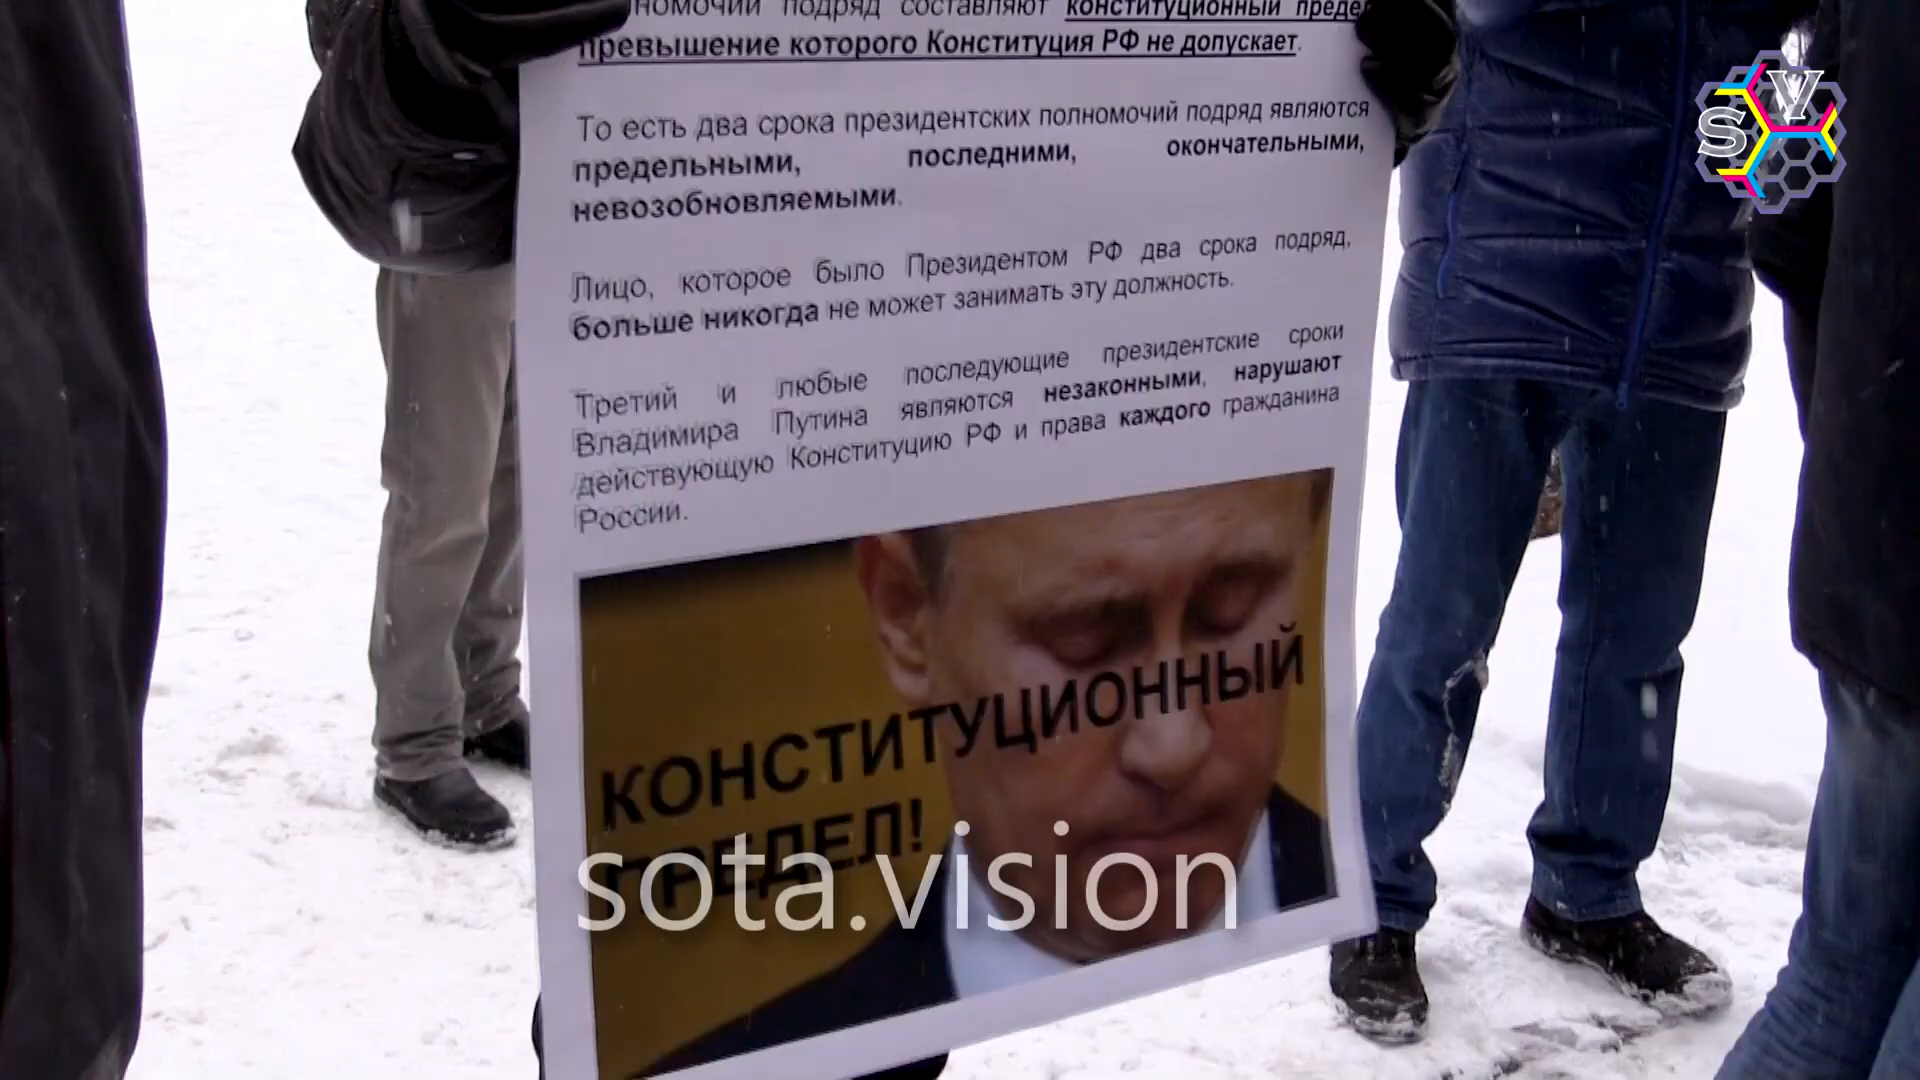 номочий подряд составляют конституционный предел
превышение которого Конституция РФ не допускает.
То есть два срока президентских полномочий подряд являются
предельными, последними, окончательными,
невозобновляемыми.
Лицо, которое было Президентом РФ два срока подряд,
больше никогда не может занимать эту должность.
Третий и любые последующие президентские сроки
Владимира Путина являются незаконными, нарушают
действующую Конституцию РФ и права каждого гражданина
России.
КОНСТИТУЦИОННЫЙ
ПРЕДЕЛ!
sota.vision
SV